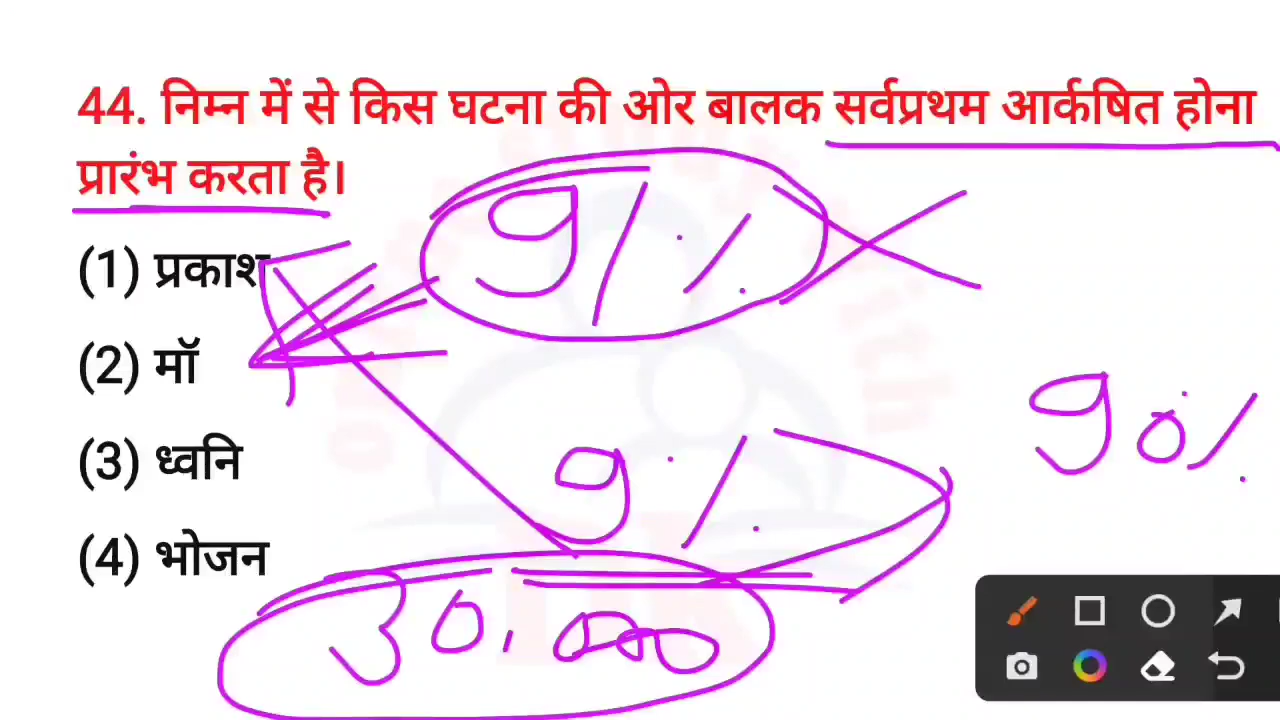 44. निम्न में से किस घटना की ओर बालक सर्वप्रथम आर्कषित होना
प्रारंभ करता है।
(1) प्रकाश
9/%
(2) मॉ
90%
(3) ध्वनि
9%
(4) भोजन
30,000